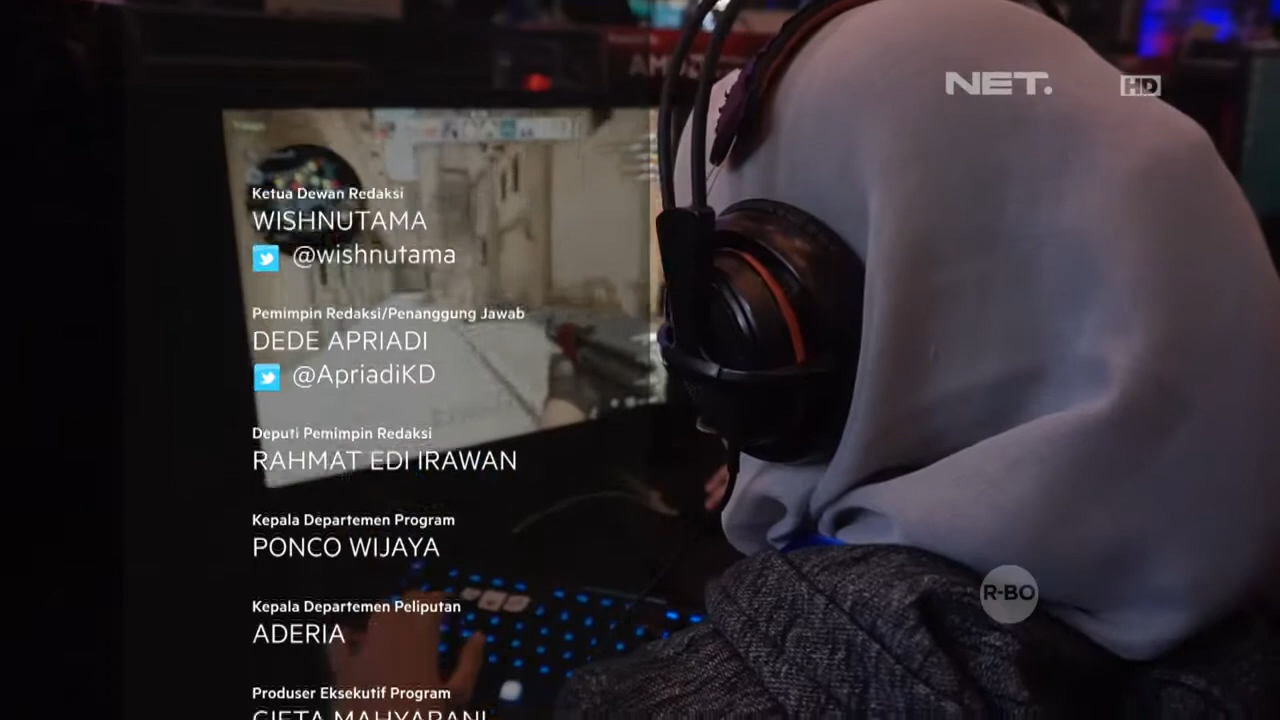 NET.
HD
AMD
Ketua Dewan Redaksi
WISHNUTAMA
@wishnutama
Pemimpin Redaksi/Penanggung Jawab
DEDE APRIADI
@ApriadiKD
Deputi Pemimpin Redaksi
RAHMAT EDI IRAWAN
Kepala Departemen Program
PONCO WIJAYA
Kepala Departemen Peliputan
ADERIA
R-BO
Produser Eksekutif Program